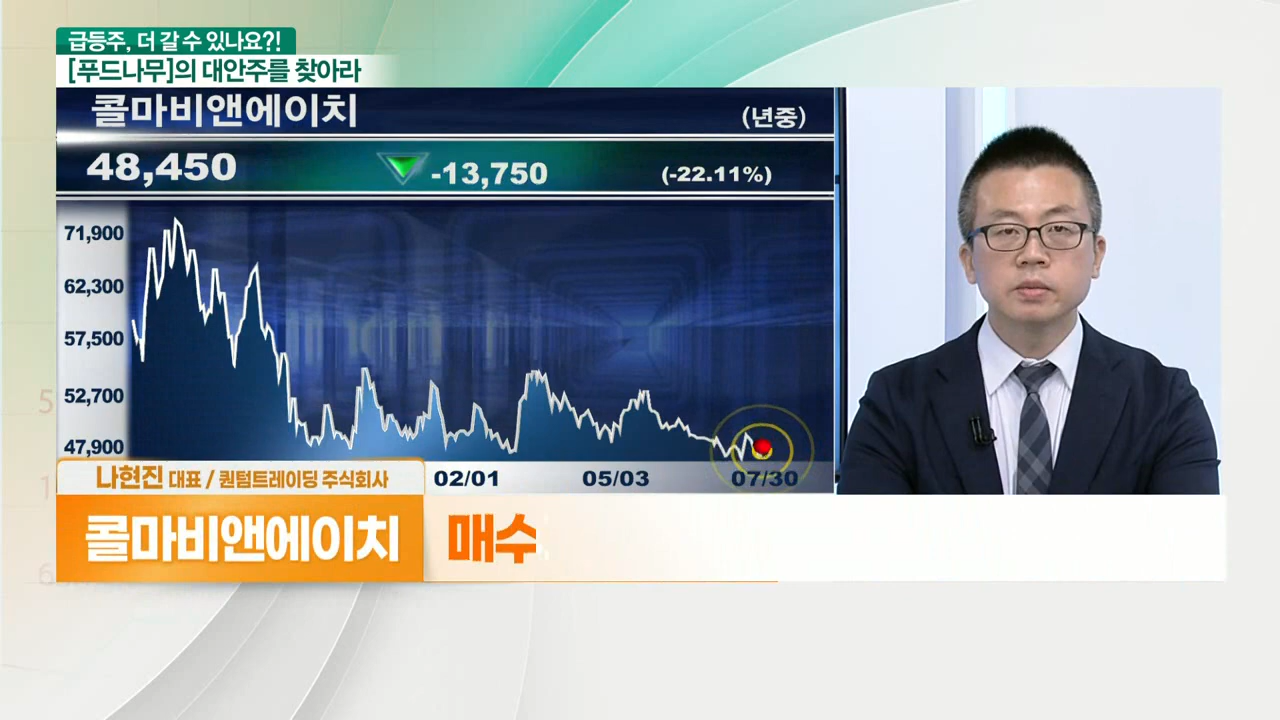 급등주, 더 갈 수 있나요?!
[푸드나무]의 대안주를 찾아라
콜마비앤에이치 (년중)
48,450 -13,750 (-22.11%)
71,900
62,300
57,500
52,700
47,900
02/01 05/03 07/30
나현진 대표 / 퀀텀트레이딩 주식회사
콜마비앤에이치 매수
5
1
6